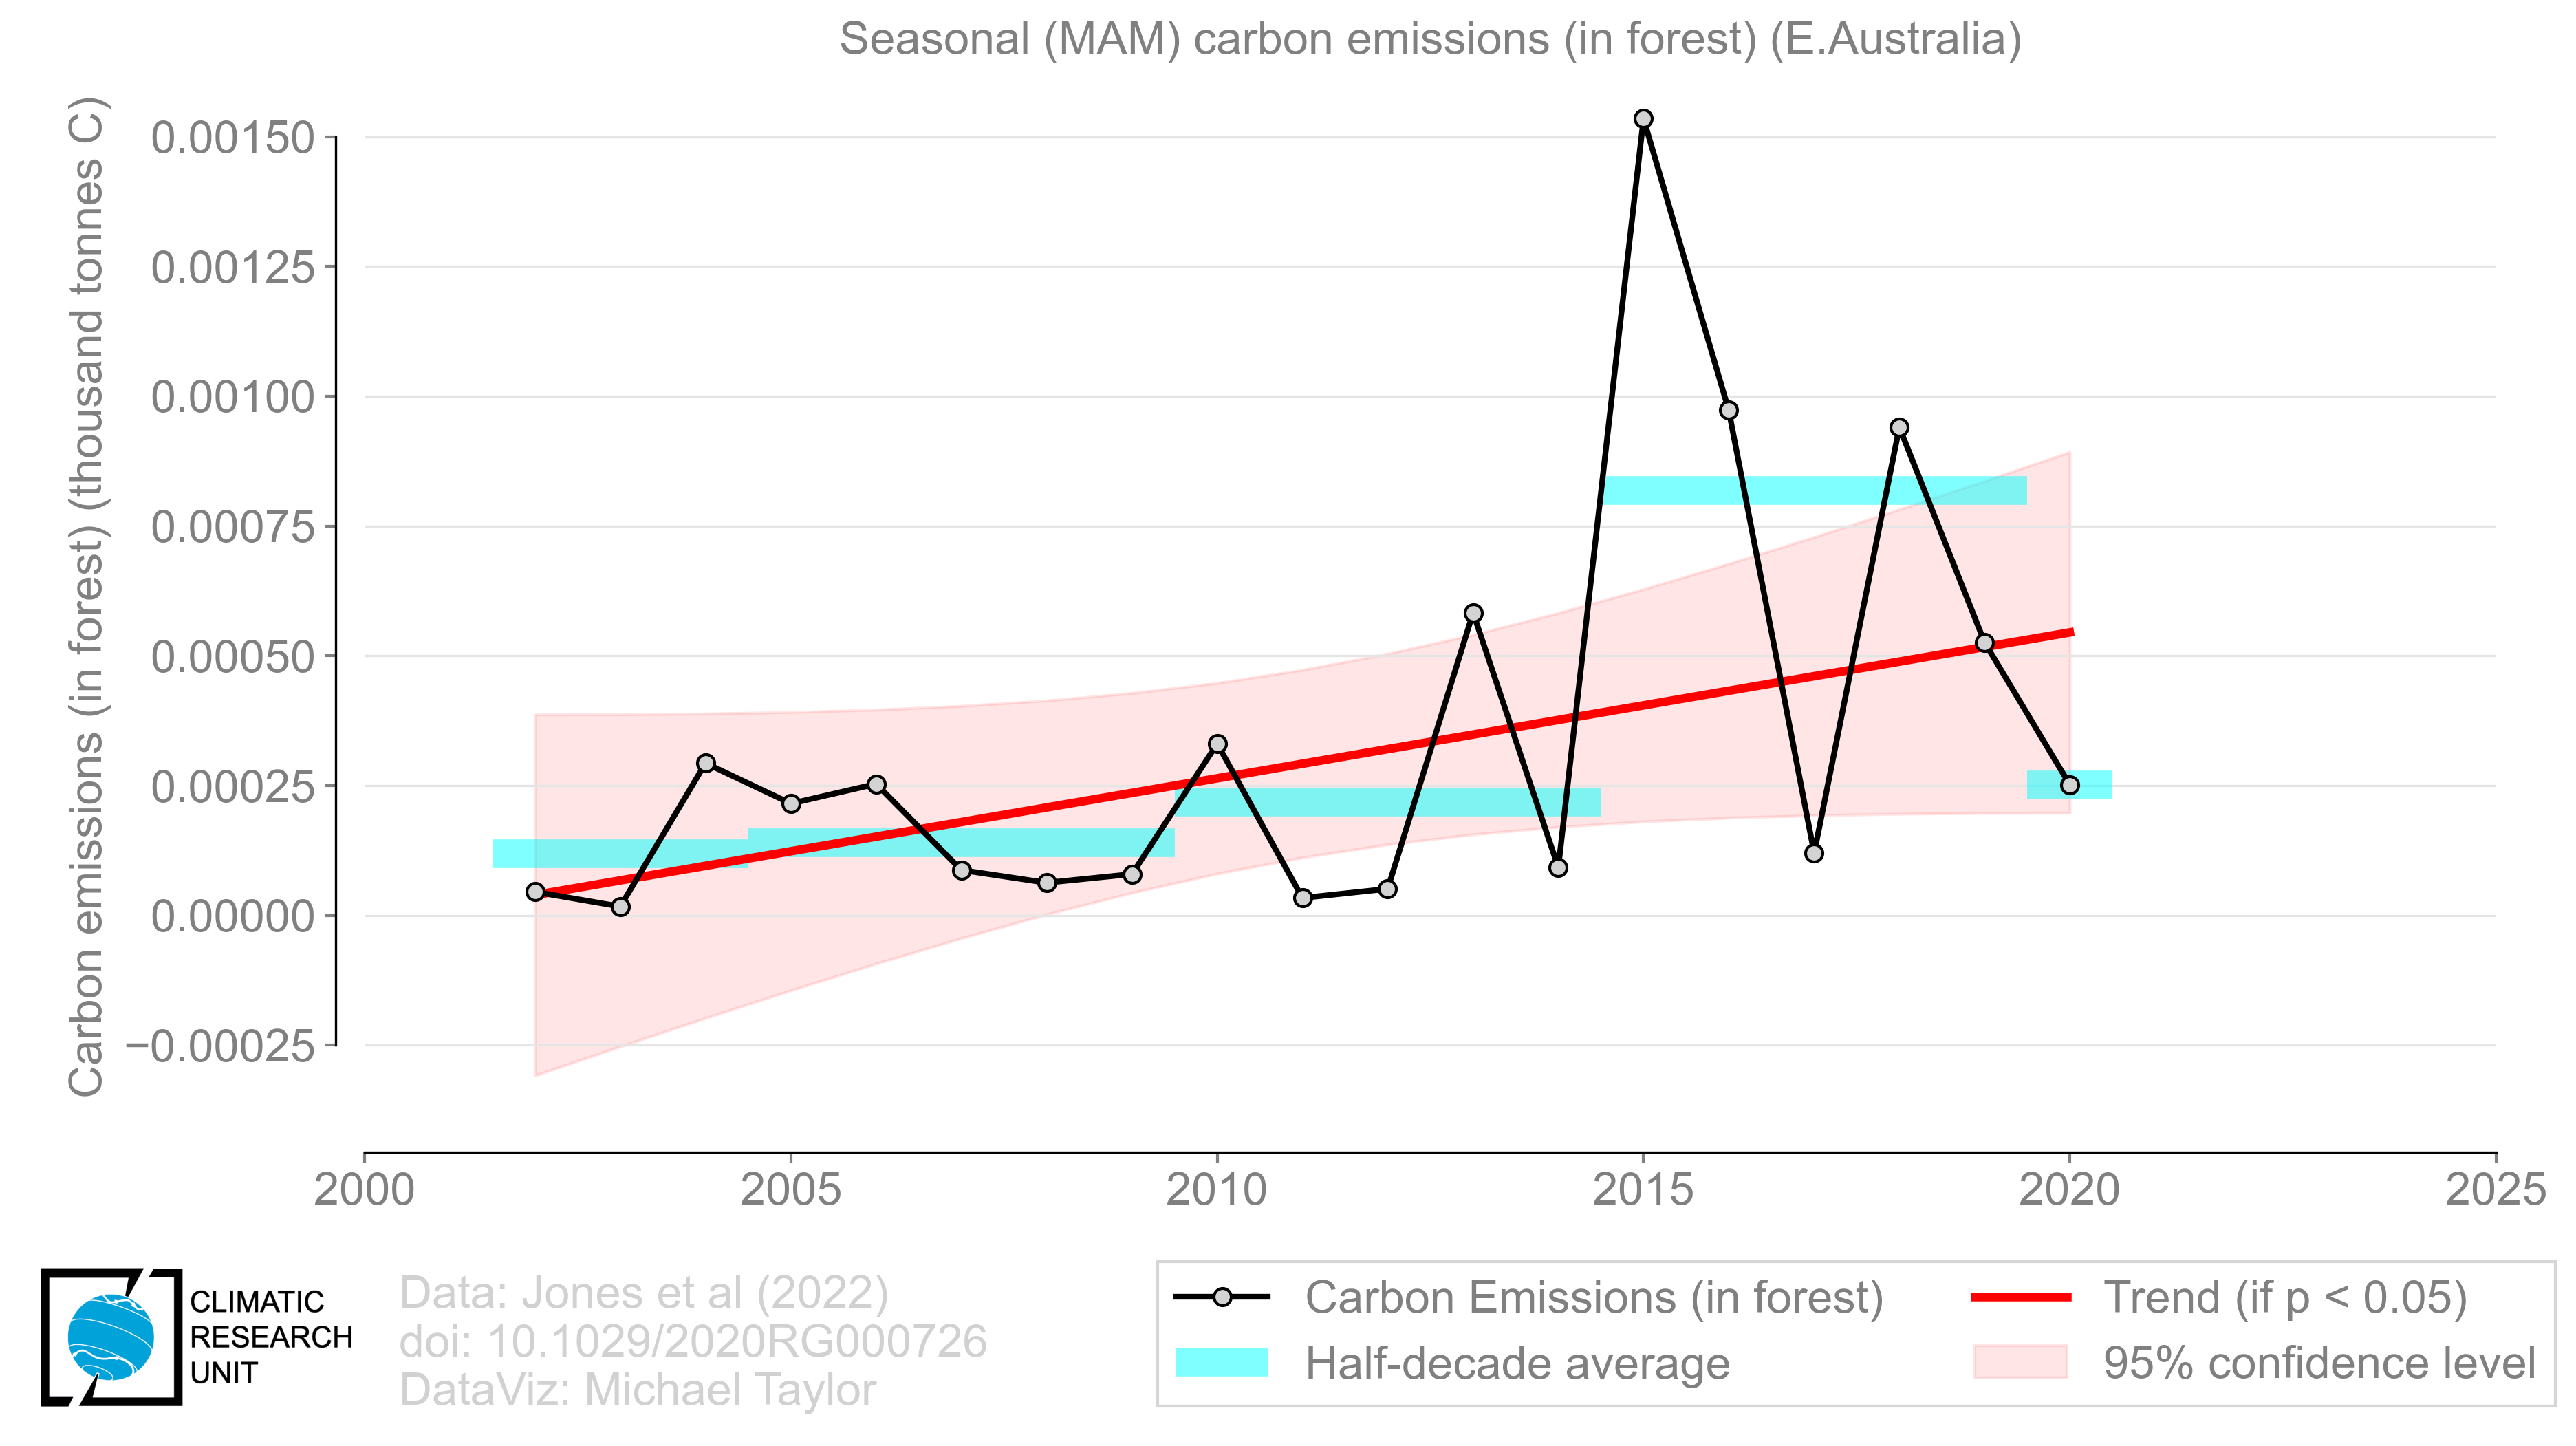 Seasonal (MAM) carbon emissions (in forest) (E.Australia)
Carbon emissions (in forest) (thousand tonnes C)
0.00150
0.00125
0.00100
0.00075
0.00050
0.00025
0.00000
−0.00025
2000 2005 2010 2015 2020 2025
CLIMATIC
RESEARCH
UNIT
Data: Jones et al (2022)
doi: 10.1029/2020RG000726
DataViz: Michael Taylor
Carbon Emissions (in forest)
Half-decade average
Trend (if p < 0.05)
95% confidence level